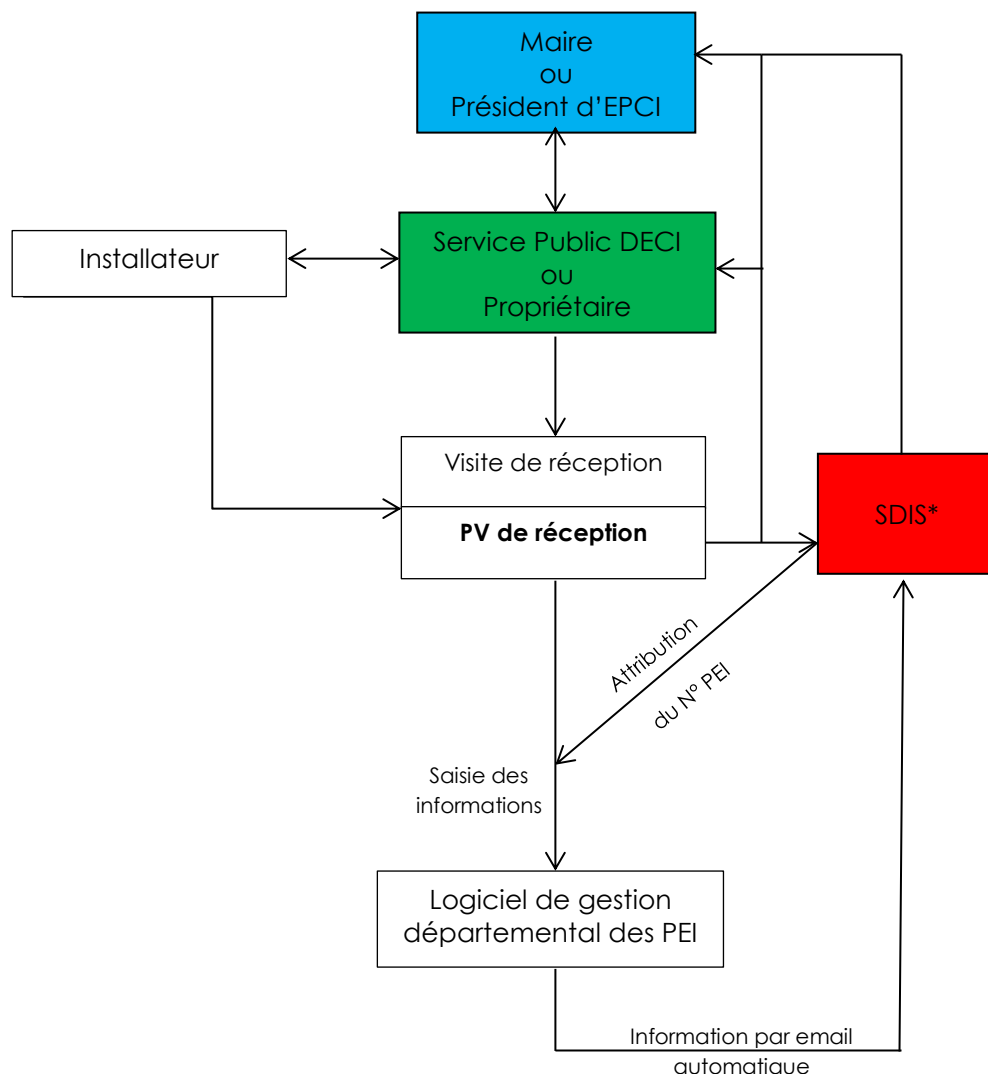 Maire
ou
Président d'EPCI
Installateur
Service Public DECI
ou
Propriétaire
Visite de réception
PV de réception
SDIS*
Attribution
du N° PEI
Saisie des
informations
Logiciel de gestion
départemental des PEI
Information par email
automatique